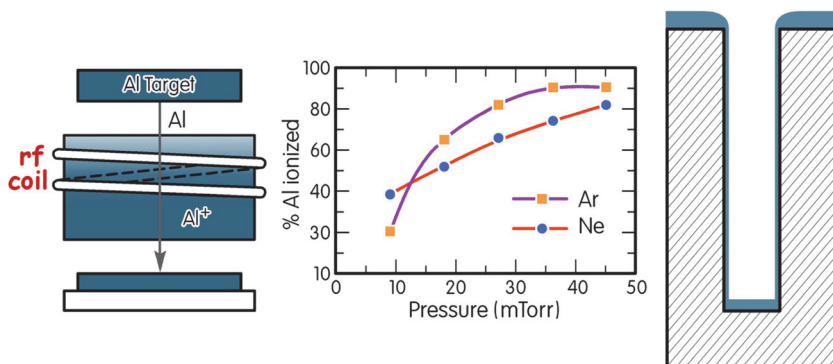 Al Target
Al
rf
coil
Al+
% Al ionized
100
80
60
40
30
10
0
10
20
30
40
50
Pressure (mTorr)
Ar
Ne